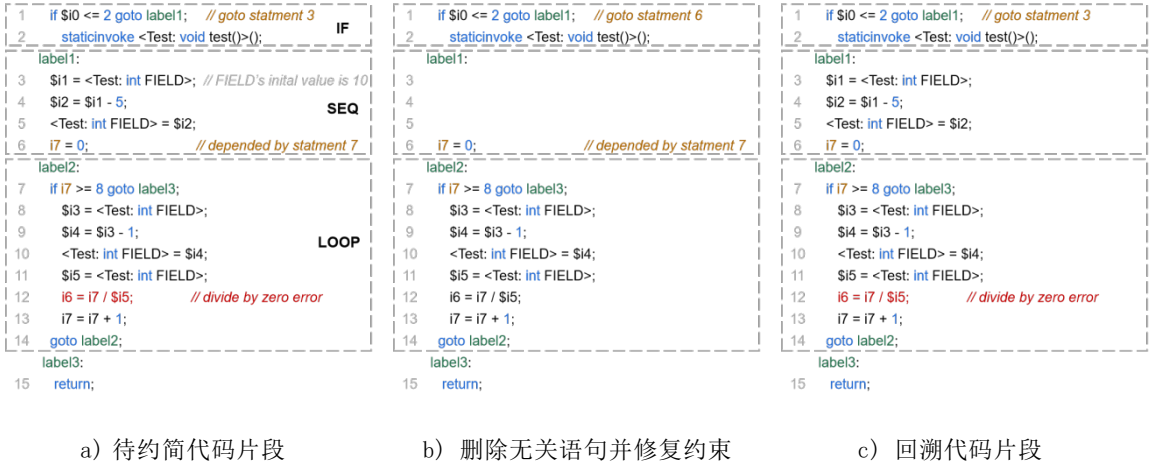 1 if $i0 <= 2 goto label1; // goto statment 3
IF
2 staticinvoke <Test: void test()>();
label1:
3 $i1 = <Test: int FIELD>; // FIELD's inital value is 10
4 $i2 = $i1 - 5;
SEQ
5 <Test: int FIELD> = $i2;
6 i7 = 0; // depended by statment 7
label2:
7 if i7 >= 8 goto label3;
8 $i3 = <Test: int FIELD>;
9 $i4 = $i3 - 1;
LOOP
10 <Test: int FIELD> = $i4;
11 $i5 = <Test: int FIELD>;
12 i6 = i7 / $i5; // divide by zero error
13 i7 = i7 + 1;
14 goto label2;
label3:
15 return;
a) 待约简代码片段
1 if $i0 <= 2 goto label1; // goto statment 6
2 staticinvoke <Test: void test()>();
label1:
3
4
5
6 i7 = 0; // depended by statment 7
label2:
7 if i7 >= 8 goto label3;
8 $i3 = <Test: int FIELD>;
9 $i4 = $i3 - 1;
10 <Test: int FIELD> = $i4;
11 $i5 = <Test: int FIELD>;
12 i6 = i7 / $i5;
13 i7 = i7 + 1;
14 goto label2;
label3:
15 return;
b) 删除无关语句并修复约束
1 if $i0 <= 2 goto label1; // goto statment 3
2 staticinvoke <Test: void test()>();
label1:
3 $i1 = <Test: int FIELD>;
4 $i2 = $i1 - 5;
5 <Test: int FIELD> = $i2;
6 i7 = 0;
label2:
7 if i7 >= 8 goto label3;
8 $i3 = <Test: int FIELD>;
9 $i4 = $i3 - 1;
10 <Test: int FIELD> = $i4;
11 $i5 = <Test: int FIELD>;
12 i6 = i7 / $i5; // divide by zero error
13 i7 = i7 + 1;
14 goto label2;
label3:
15 return;
c) 回溯代码片段